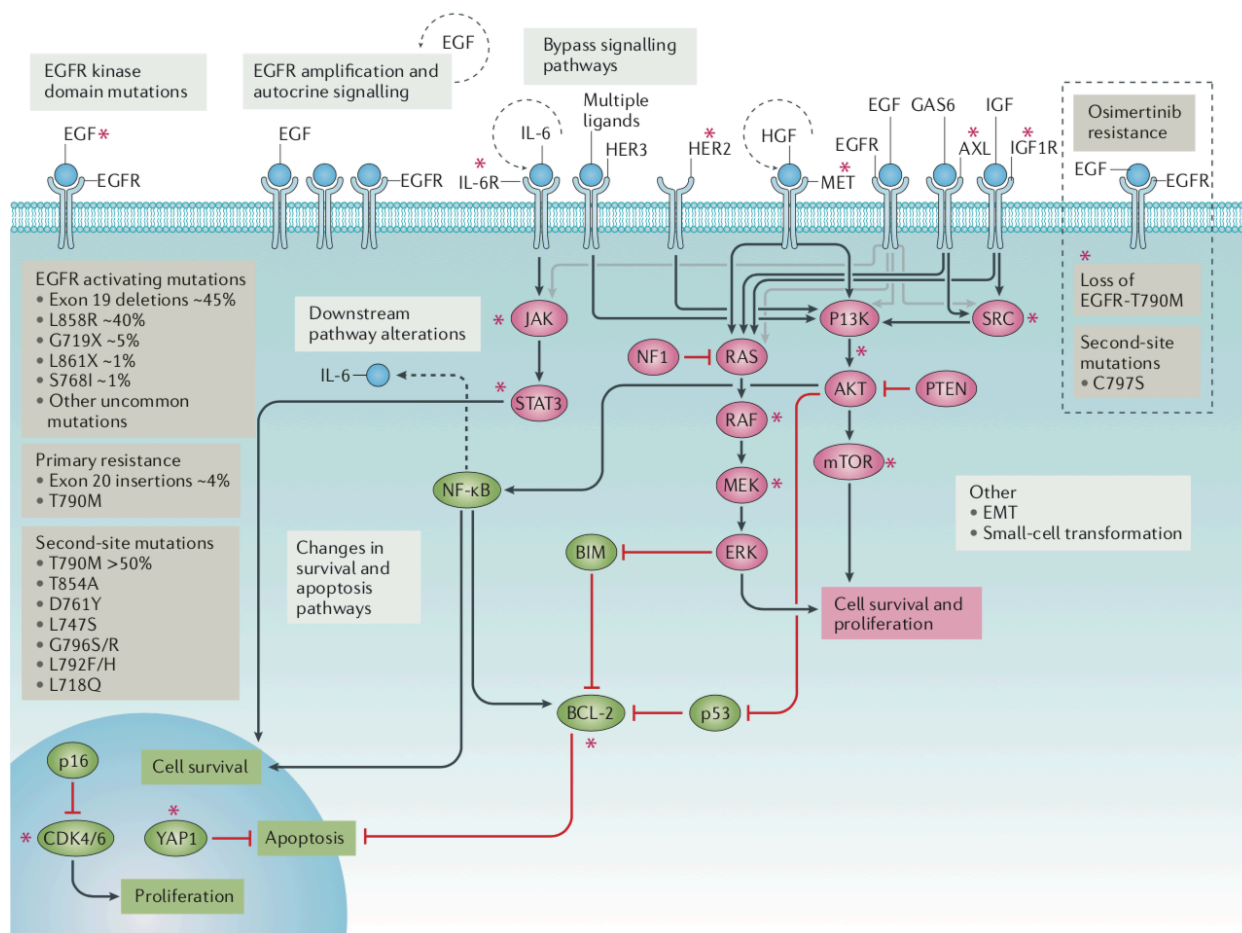 EGFR kinase
domain mutations
EGF *
EGFR
EGFR amplification and
autocrine signalling
EGF
EGF
EGFR
Bypass signalling
pathways
IL-6
* IL-6R
Multiple
ligands
HER3
*
HER2
HGF
*
MET
EGF
EGFR
GAS6
*
AXL
IGF
*
IGF1R
Osimertinib
resistance
EGF
EGFR
*
Loss of
EGFR-T790M
Second-site
mutations
• C797S
EGFR activating mutations
• Exon 19 deletions ~45%
• L858R ~40%
• G719X ~5%
• L861X ~1%
• S768I ~1%
• Other uncommon
mutations
Primary resistance
• Exon 20 insertions ~4%
• T790M
Second-site mutations
• T790M >50%
• T854A
• D761Y
• L747S
• G796S/R
• L792F/H
• L718Q
Downstream
pathway alterations
IL-6
* JAK
*
STAT3
NF-κB
Changes in
survival and
apoptosis
pathways
NF1
RAS
RAF *
MEK *
ERK
BIM
P13K
*
SRC *
AKT
PTEN
mTOR *
Other
• EMT
• Small-cell transformation
Cell survival and
proliferation
BCL-2
*
p53
p16
Cell survival
* CDK4/6
*
YAP1
Apoptosis
Proliferation